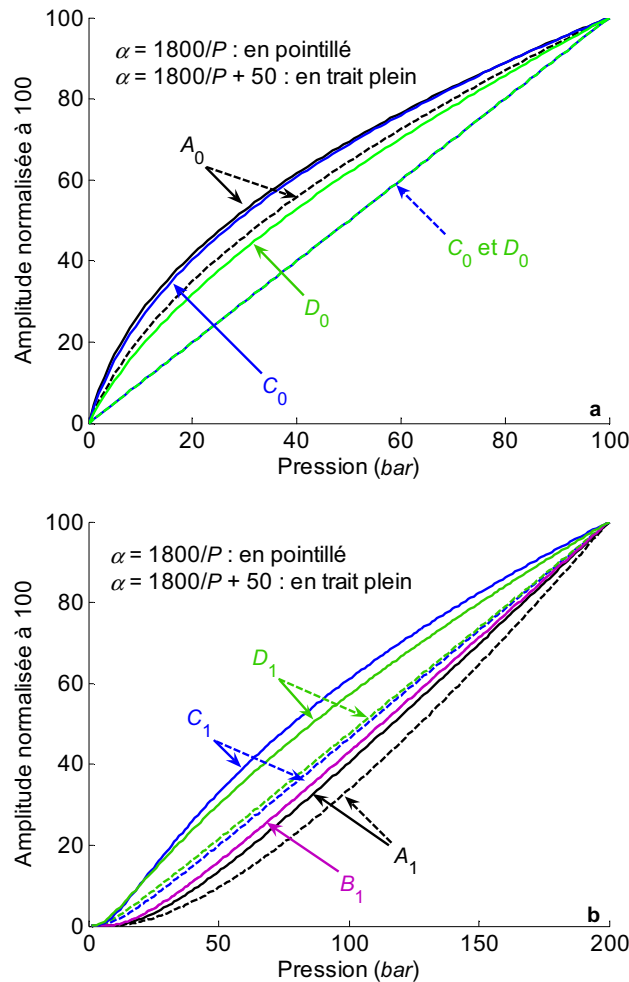 100
α = 1800/P : en pointillé
α = 1800/P + 50 : en trait plein
80
A₀
60
C₀ et D₀
40
D₀
20
C₀
a
0
0 20 40 60 80 100
Pression (bar)
Amplitude normalisée à 100
100
α = 1800/P : en pointillé
α = 1800/P + 50 : en trait plein
80
D₁
60
C₁
40
A₁
20
B₁
b
0
0 50 100 150 200
Pression (bar)
Amplitude normalisée à 100